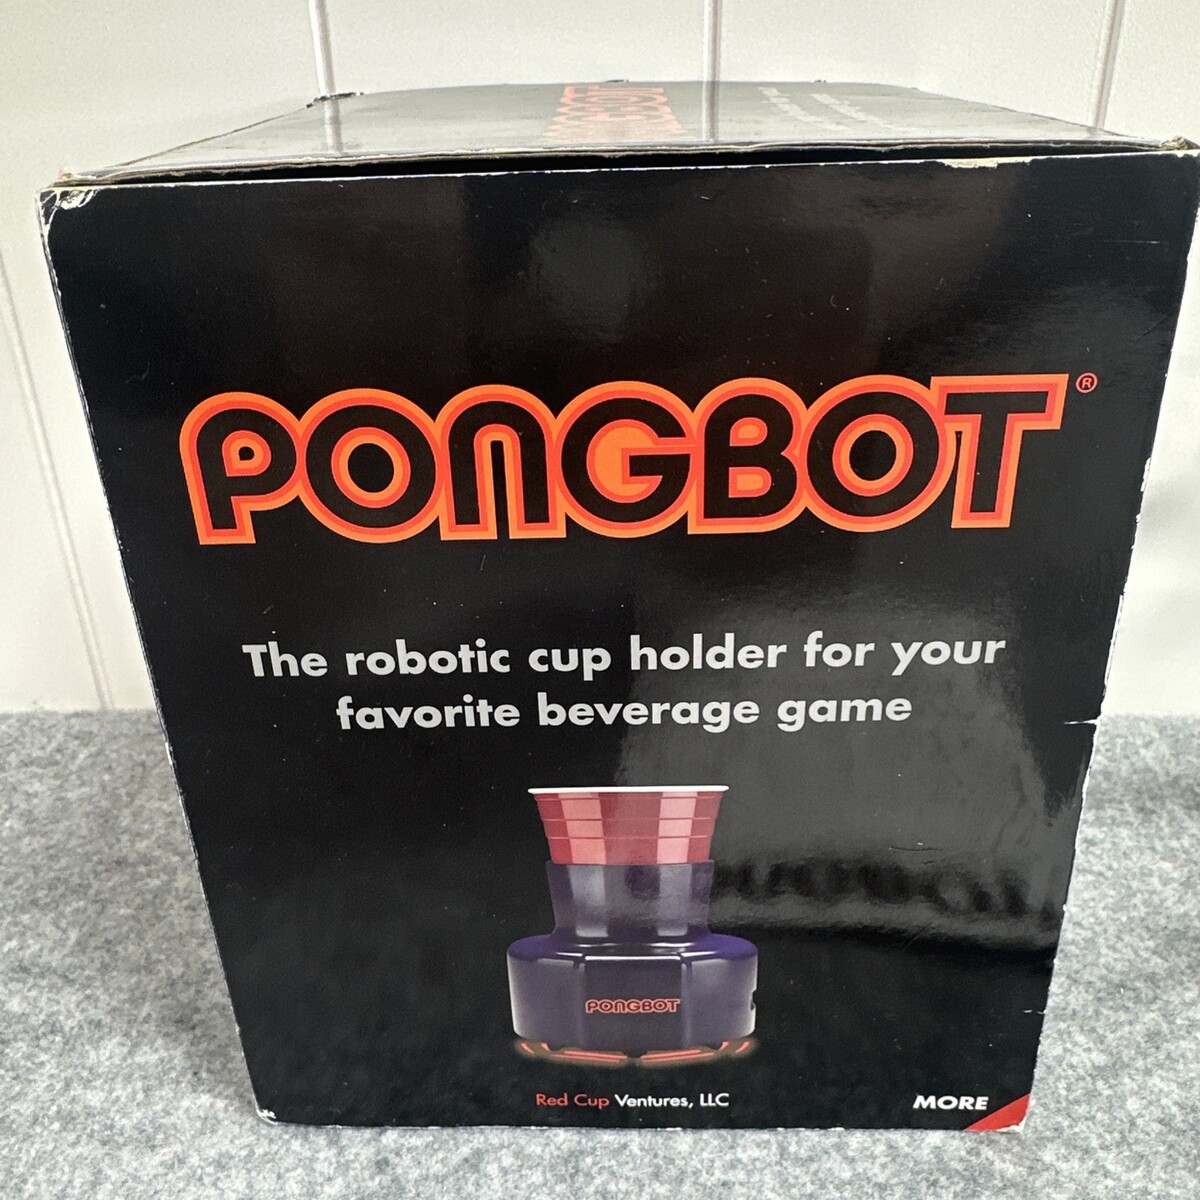 PONGBOT®
The robotic cup holder for your
favorite beverage game
PONGBOT
Red Cup Ventures, LLC
MORE